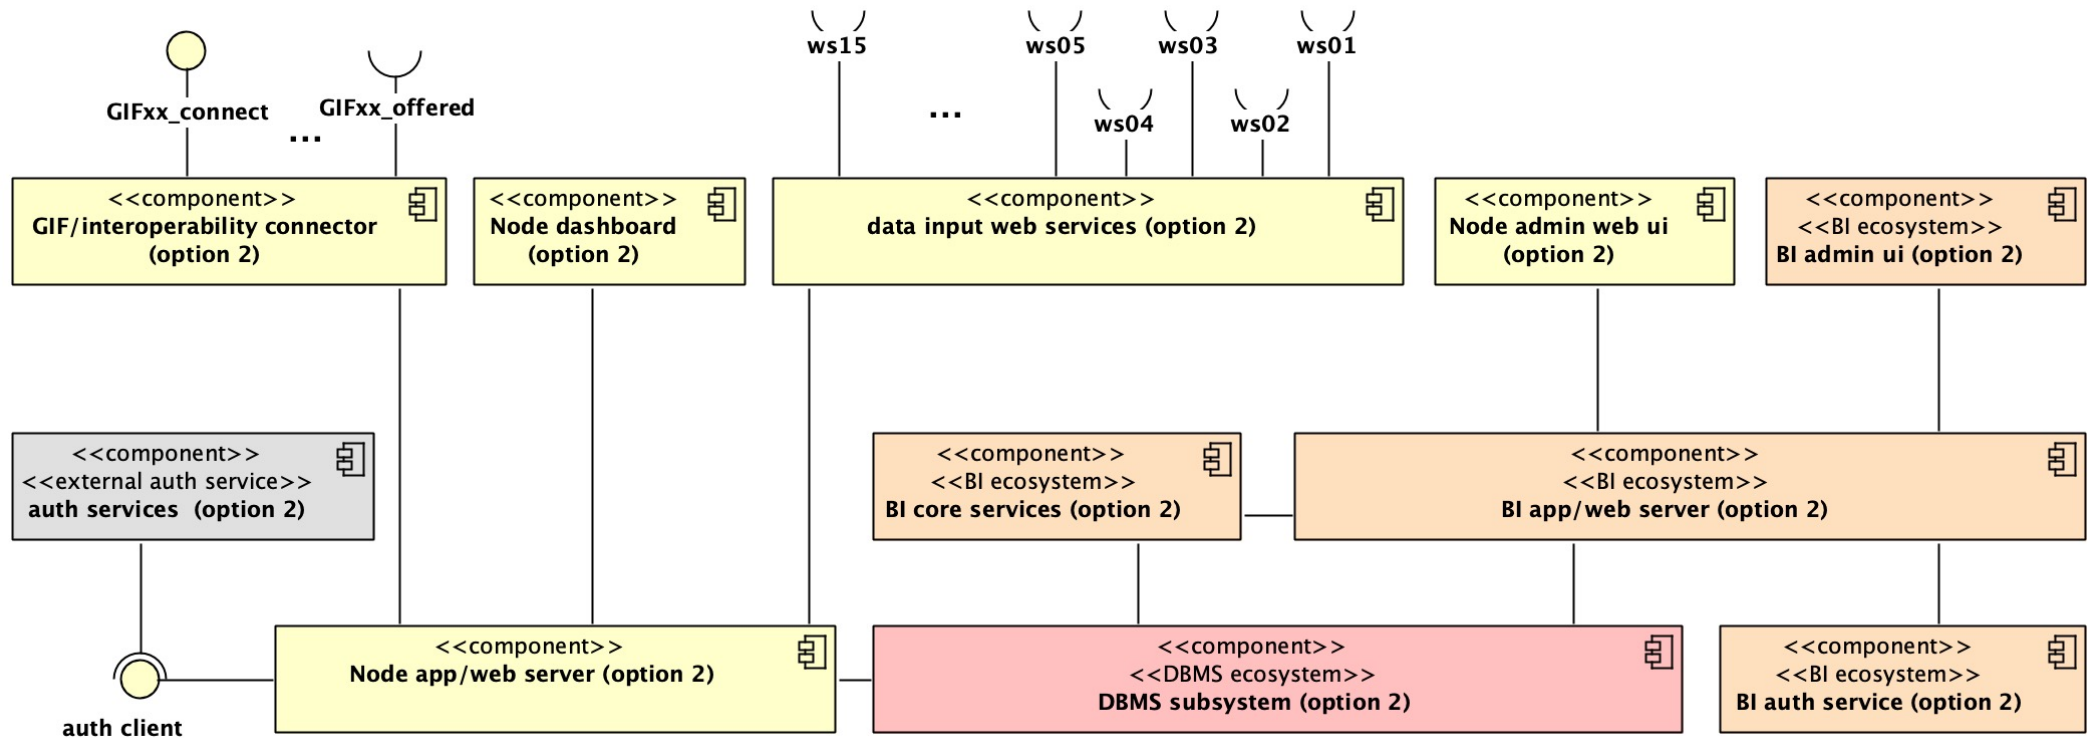 ws15
ws05
ws03
ws01
GIFxx_connect
GIFxx_offered
...
...
ws04
ws02
<<component>>
GIF/interoperability connector
(option 2)
<<component>>
Node dashboard
(option 2)
<<component>>
data input web services (option 2)
<<component>>
Node admin web ui
(option 2)
<<component>>
<<BI ecosystem>>
BI admin ui (option 2)
<<component>>
<<external auth service>>
auth services  (option 2)
<<component>>
<<BI ecosystem>>
BI core services (option 2)
<<component>>
<<BI ecosystem>>
BI app/web server (option 2)
<<component>>
Node app/web server (option 2)
<<component>>
<<DBMS ecosystem>>
DBMS subsystem (option 2)
<<component>>
<<BI ecosystem>>
BI auth service (option 2)
auth client